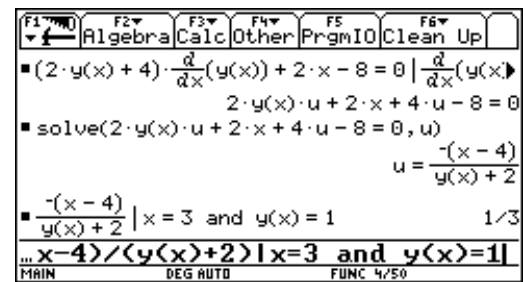 F1 F2 F3 F4 F5 F6
Algebra Calc Other PrgmIO Clean Up
▪(2·y(x) + 4)·d/dx(y(x)) + 2·x − 8 = 0 | d/dx(y(x▶
2·y(x)·u + 2·x + 4·u − 8 = 0
▪solve(2·y(x)·u + 2·x + 4·u − 8 = 0, u)
u = ⁻(x − 4)/y(x) + 2
▪⁻(x − 4)/y(x) + 2 | x = 3 and y(x) = 1 1/3
…x-4)/(y(x)+2)|x=3 and y(x)=1|
MAIN DEG AUTO FUNC 4/50